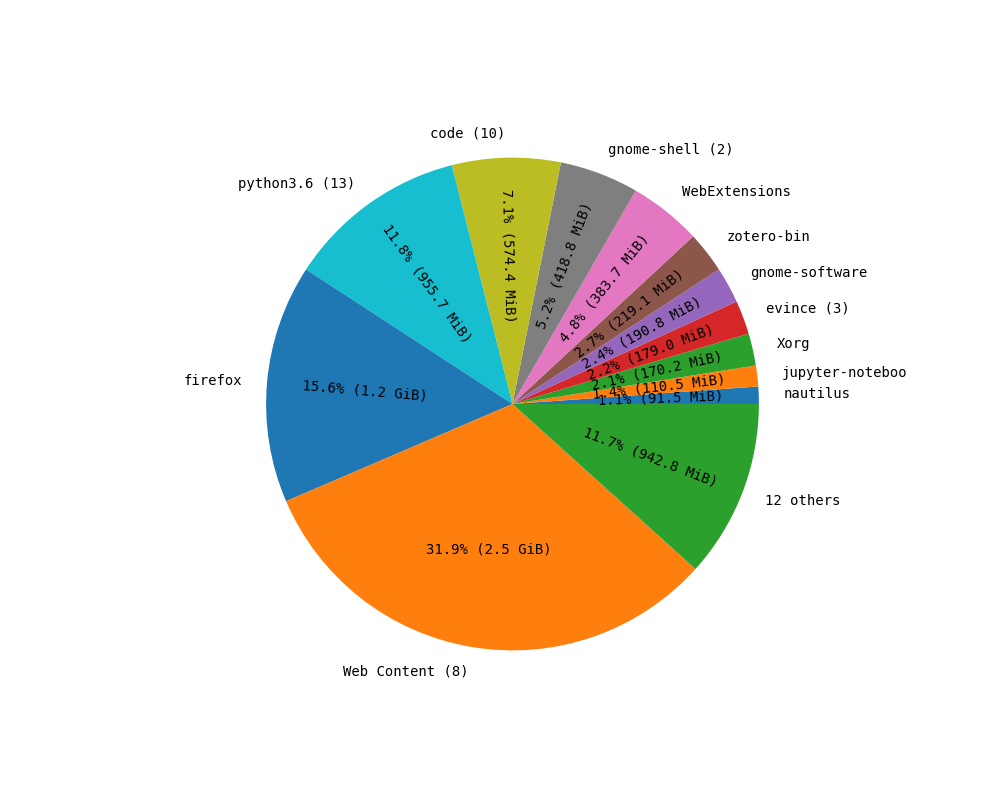 code (10)
7.1% (574.4 MiB)
gnome-shell (2)
5.2% (418.8 MiB)
WebExtensions
4.8% (383.7 MiB)
zotero-bin
2.7% (219.1 MiB)
gnome-software
2.4% (190.8 MiB)
evince (3)
2.2% (179.0 MiB)
Xorg
2.1% (170.2 MiB)
jupyter-noteboo
1.4% (110.5 MiB)
nautilus
1.1% (91.5 MiB)
python3.6 (13)
11.8% (955.7 MiB)
firefox
15.6% (1.2 GiB)
12 others
11.7% (942.8 MiB)
31.9% (2.5 GiB)
Web Content (8)